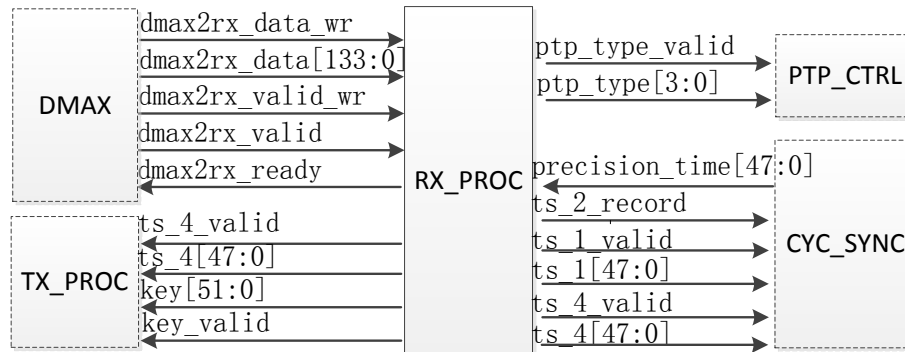 DMAX
dmax2rx_data_wr
dmax2rx_data[133:0]
dmax2rx_valid_wr
dmax2rx_valid
dmax2rx_ready
TX_PROC
ts_4_valid
ts_4[47:0]
key[51:0]
key_valid
RX_PROC
ptp_type_valid
ptp_type[3:0]
PTP_CTRL
precision_time[47:0]
ts_2_record
ts_1_valid
ts_1[47:0]
ts_4_valid
ts_4[47:0]
CYC_SYNC